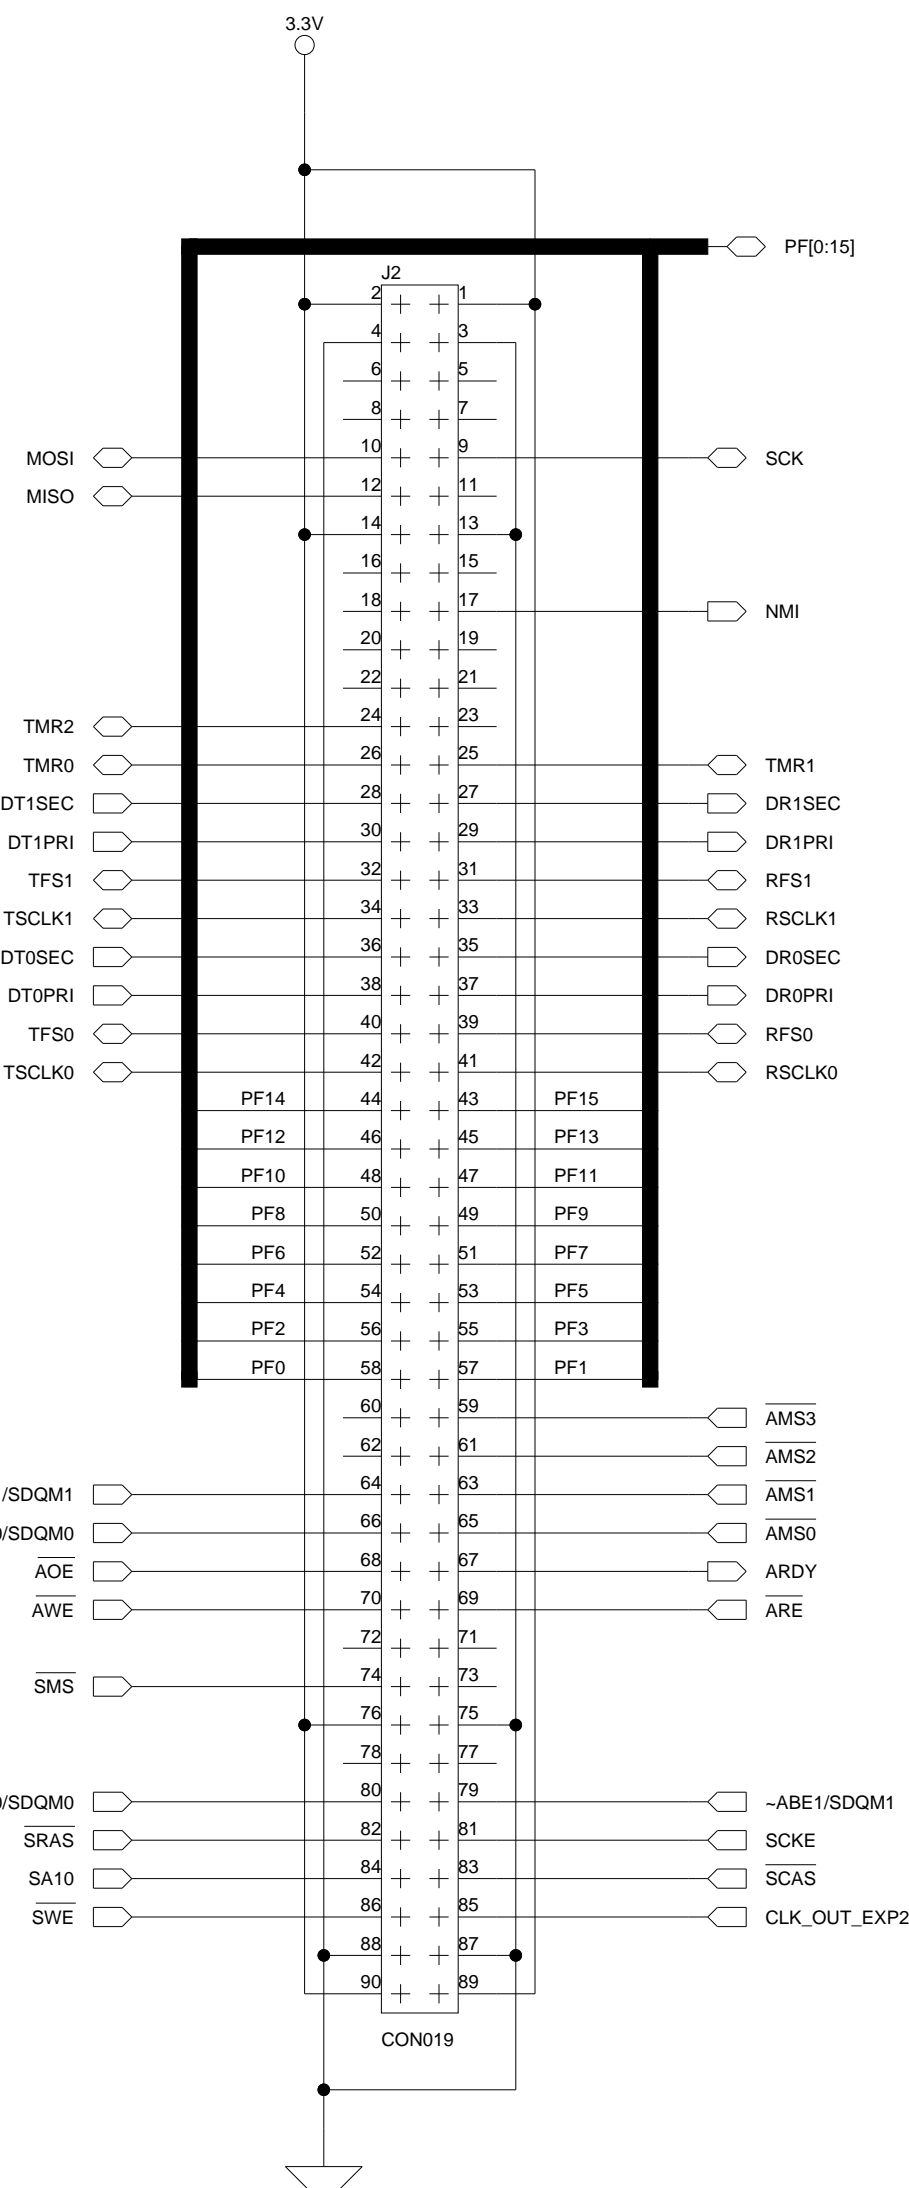 3.3V
PF[0:15]
J2
2 1
4 3
6 5
8 7
MOSI 10 9 SCK
MISO 12 11
14 13
16 15
18 17 NMI
20 19
22 21
TMR2 24 23
TMR0 26 25 TMR1
DT1SEC 28 27 DR1SEC
DT1PRI 30 29 DR1PRI
TFS1 32 31 RFS1
TSCLK1 34 33 RSCLK1
DT0SEC 36 35 DR0SEC
DT0PRI 38 37 DR0PRI
TFS0 40 39 RFS0
TSCLK0 42 41 RSCLK0
PF14 44 43 PF15
PF12 46 45 PF13
PF10 48 47 PF11
PF8 50 49 PF9
PF6 52 51 PF7
PF4 54 53 PF5
PF2 56 55 PF3
PF0 58 57 PF1
60 59 AMS3
62 61 AMS2
/SDQM1 64 63 AMS1
/SDQM0 66 65 AMS0
AOE 68 67 ARDY
AWE 70 69 ARE
72 71
SMS 74 73
76 75
78 77
/SDQM0 80 79 ~ABE1/SDQM1
SRAS 82 81 SCKE
SA10 84 83 SCAS
SWE 86 85 CLK_OUT_EXP2
88 87
90 89
CON019